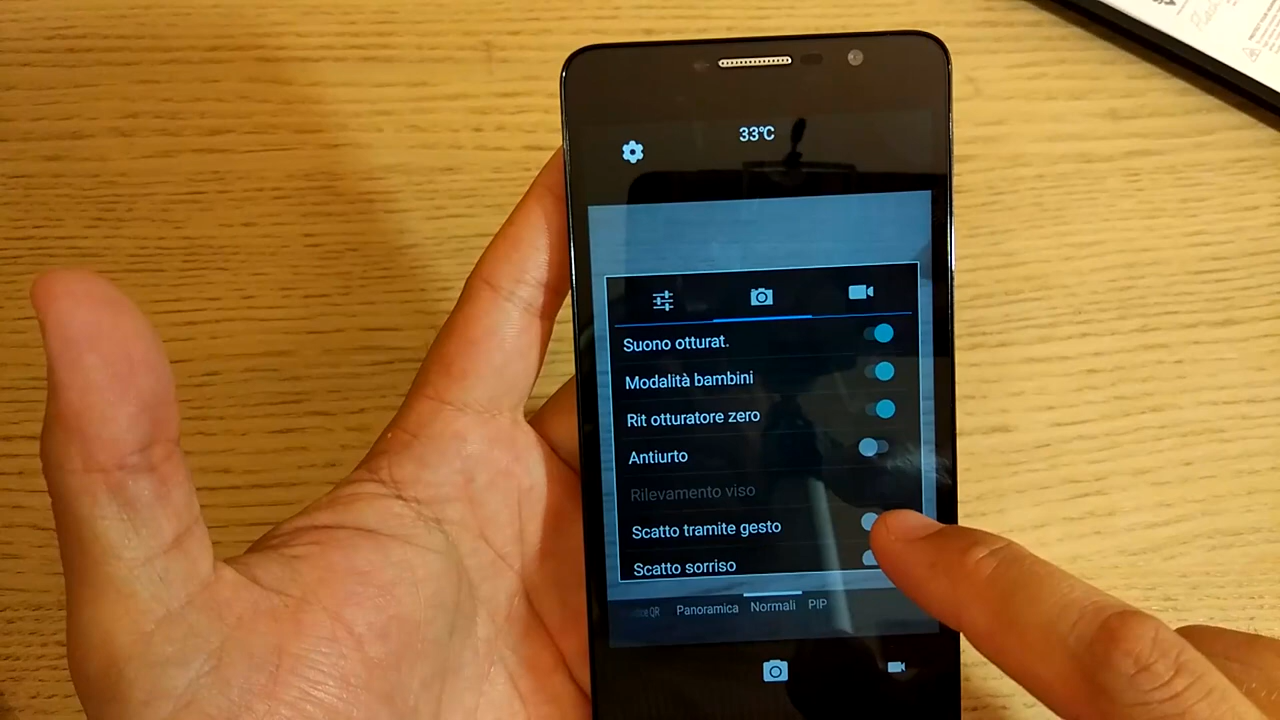 33°C
Suono otturat.
Modalità bambini
Rit otturatore zero
Antiurto
Rilevamento viso
Scatto tramite gesto
Scatto sorriso
QR Panoramica Normali PIP